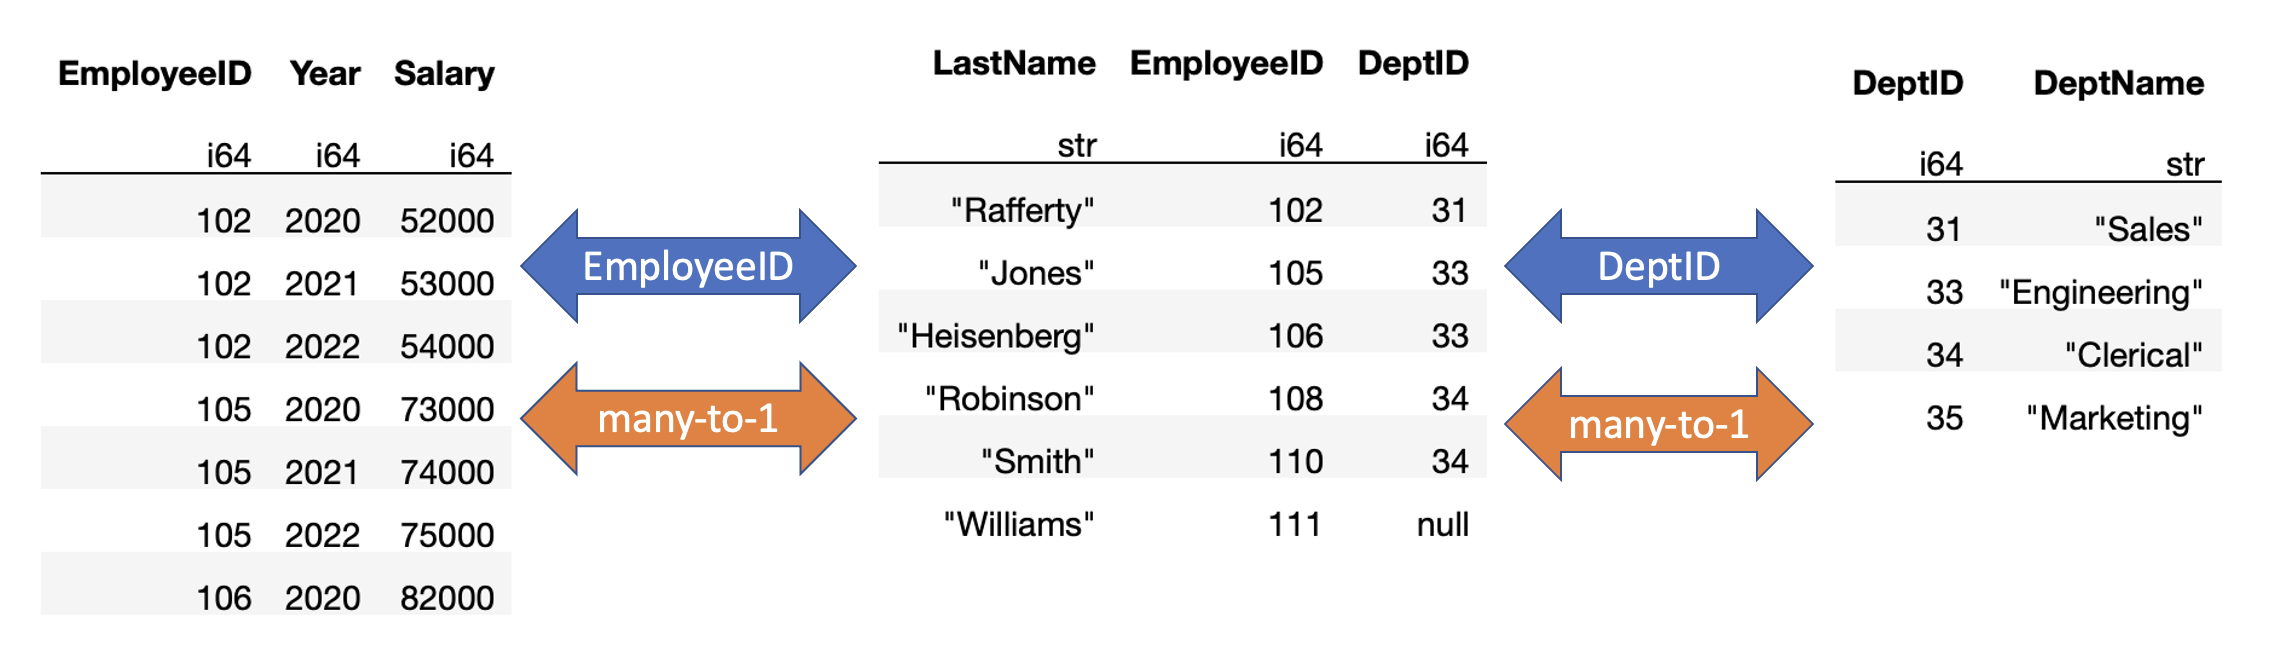 EmployeeID Year Salary
i64 i64 i64
102 2020 52000
102 2021 53000
102 2022 54000
105 2020 73000
105 2021 74000
105 2022 75000
106 2020 82000
EmployeeID
many-to-1
LastName EmployeeID DeptID
str i64 i64
"Rafferty" 102 31
"Jones" 105 33
"Heisenberg" 106 33
"Robinson" 108 34
"Smith" 110 34
"Williams" 111 null
DeptID
many-to-1
DeptID DeptName
i64 str
31 "Sales"
33 "Engineering"
34 "Clerical"
35 "Marketing"